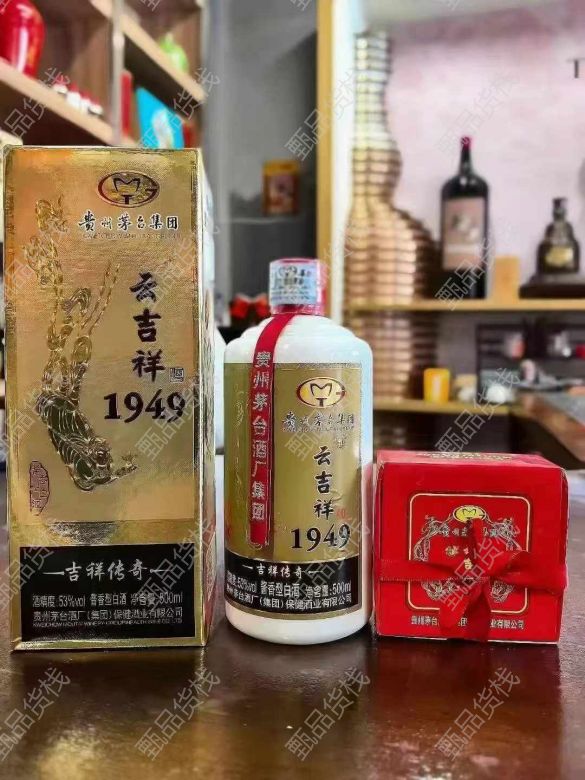 贵州茅台集团
云吉祥
1949
吉祥传奇
酒精度:53%vol 酱香型白酒 净含量:500ml
贵州茅台酒厂(集团)保健酒业有限公司
贵州茅台酒厂集团
贵州茅台集团
云吉祥
1949
吉祥传奇
酒精度:53%vol 酱香型白酒 净含量:500ml
贵州茅台酒厂(集团)保健酒业有限公司
甄品货栈